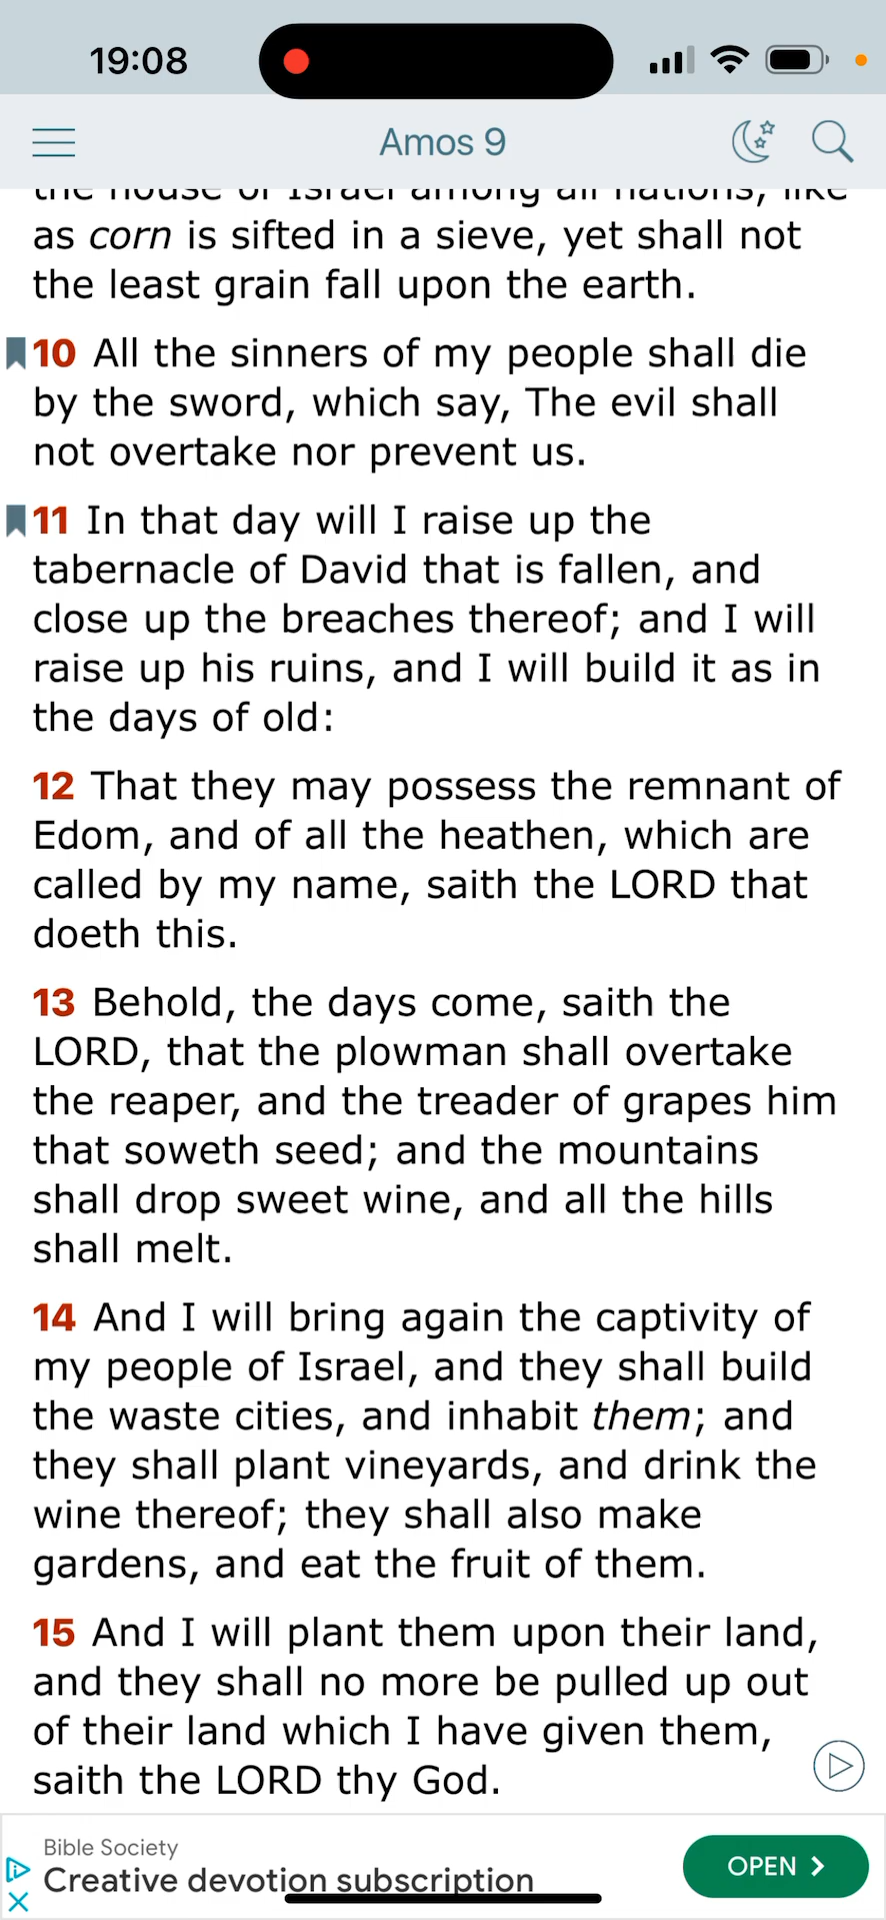 19:08
Amos 9
the house of Israel among all nations, like
as corn is sifted in a sieve, yet shall not
the least grain fall upon the earth.
10 All the sinners of my people shall die
by the sword, which say, The evil shall
not overtake nor prevent us.
11 In that day will I raise up the
tabernacle of David that is fallen, and
close up the breaches thereof; and I will
raise up his ruins, and I will build it as in
the days of old:
12 That they may possess the remnant of
Edom, and of all the heathen, which are
called by my name, saith the LORD that
doeth this.
13 Behold, the days come, saith the
LORD, that the plowman shall overtake
the reaper, and the treader of grapes him
that soweth seed; and the mountains
shall drop sweet wine, and all the hills
shall melt.
14 And I will bring again the captivity of
my people of Israel, and they shall build
the waste cities, and inhabit them; and
they shall plant vineyards, and drink the
wine thereof; they shall also make
gardens, and eat the fruit of them.
15 And I will plant them upon their land,
and they shall no more be pulled up out
of their land which I have given them,
saith the LORD thy God.
Bible Society
Creative devotion subscription
OPEN